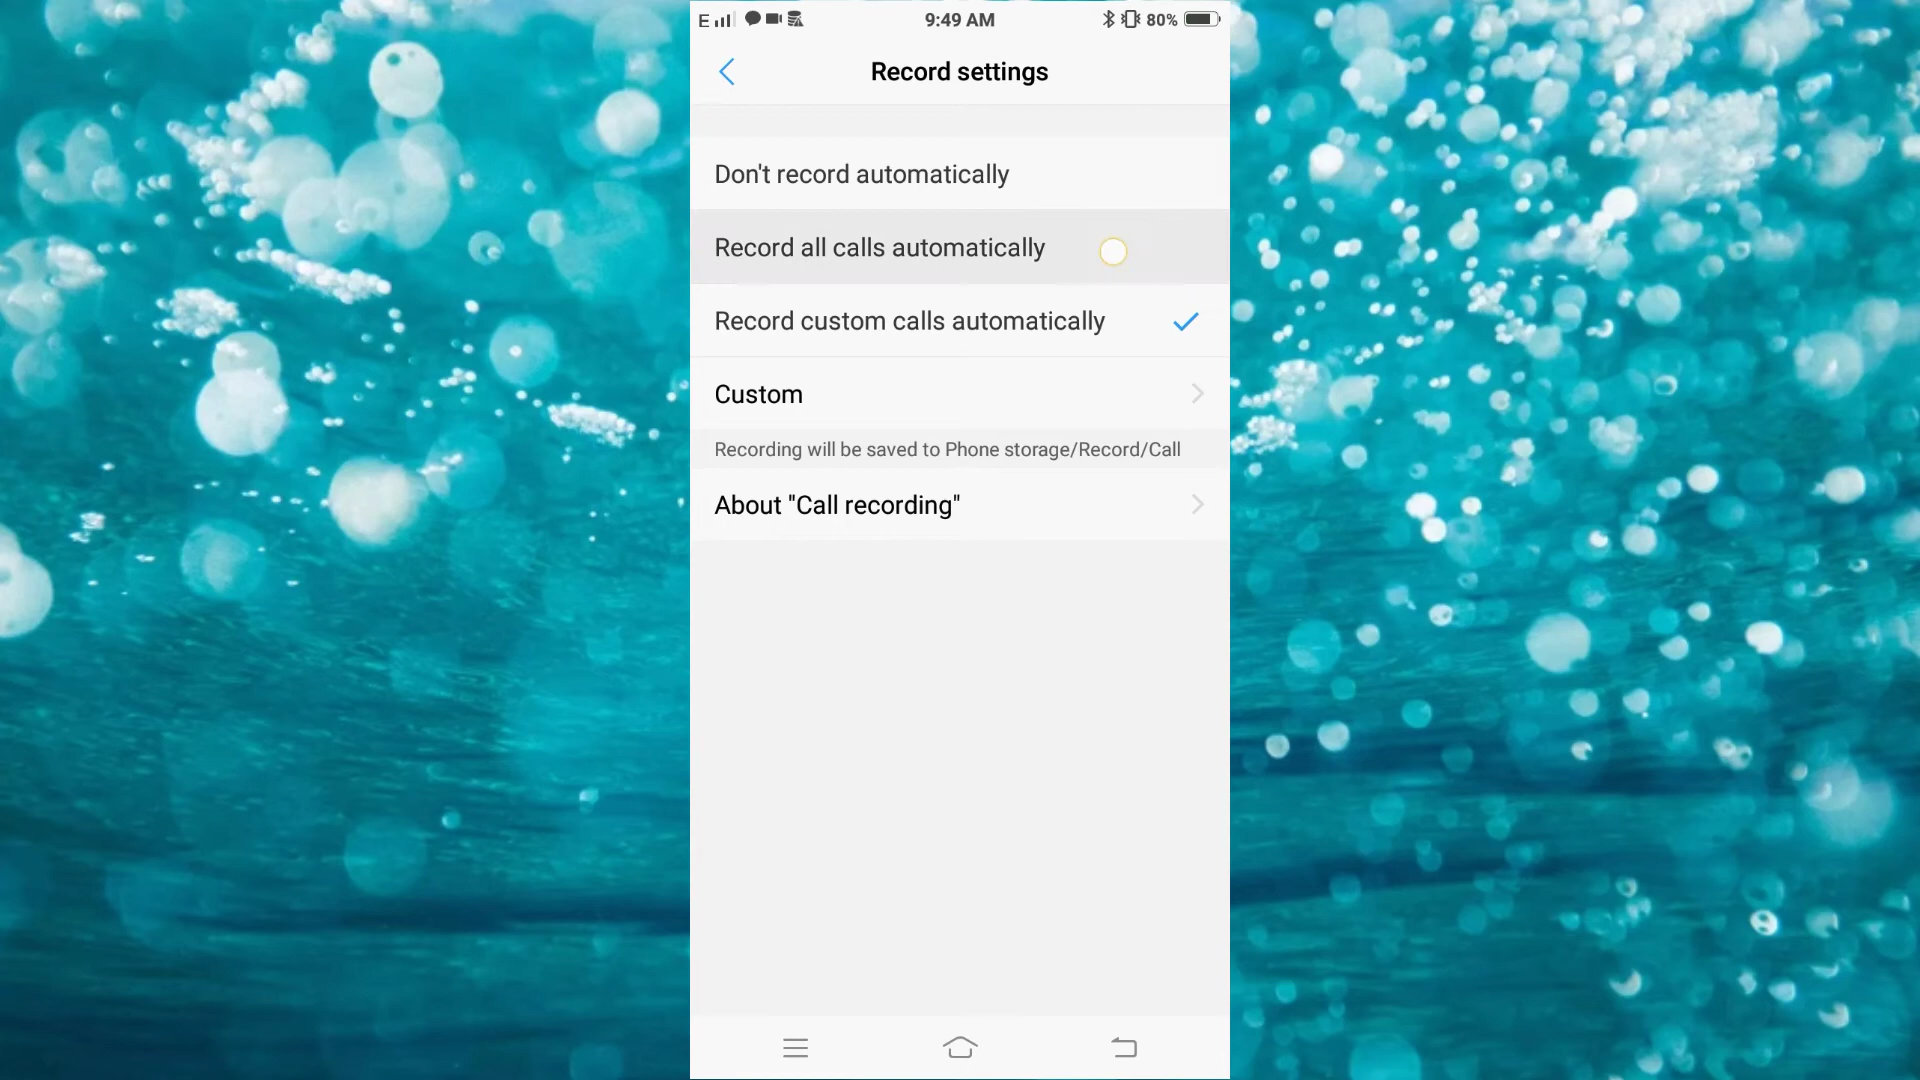 E 9:49 AM 80%
Record settings
Don't record automatically
Record all calls automatically
Record custom calls automatically
Custom
Recording will be saved to Phone storage/Record/Call
About "Call recording"